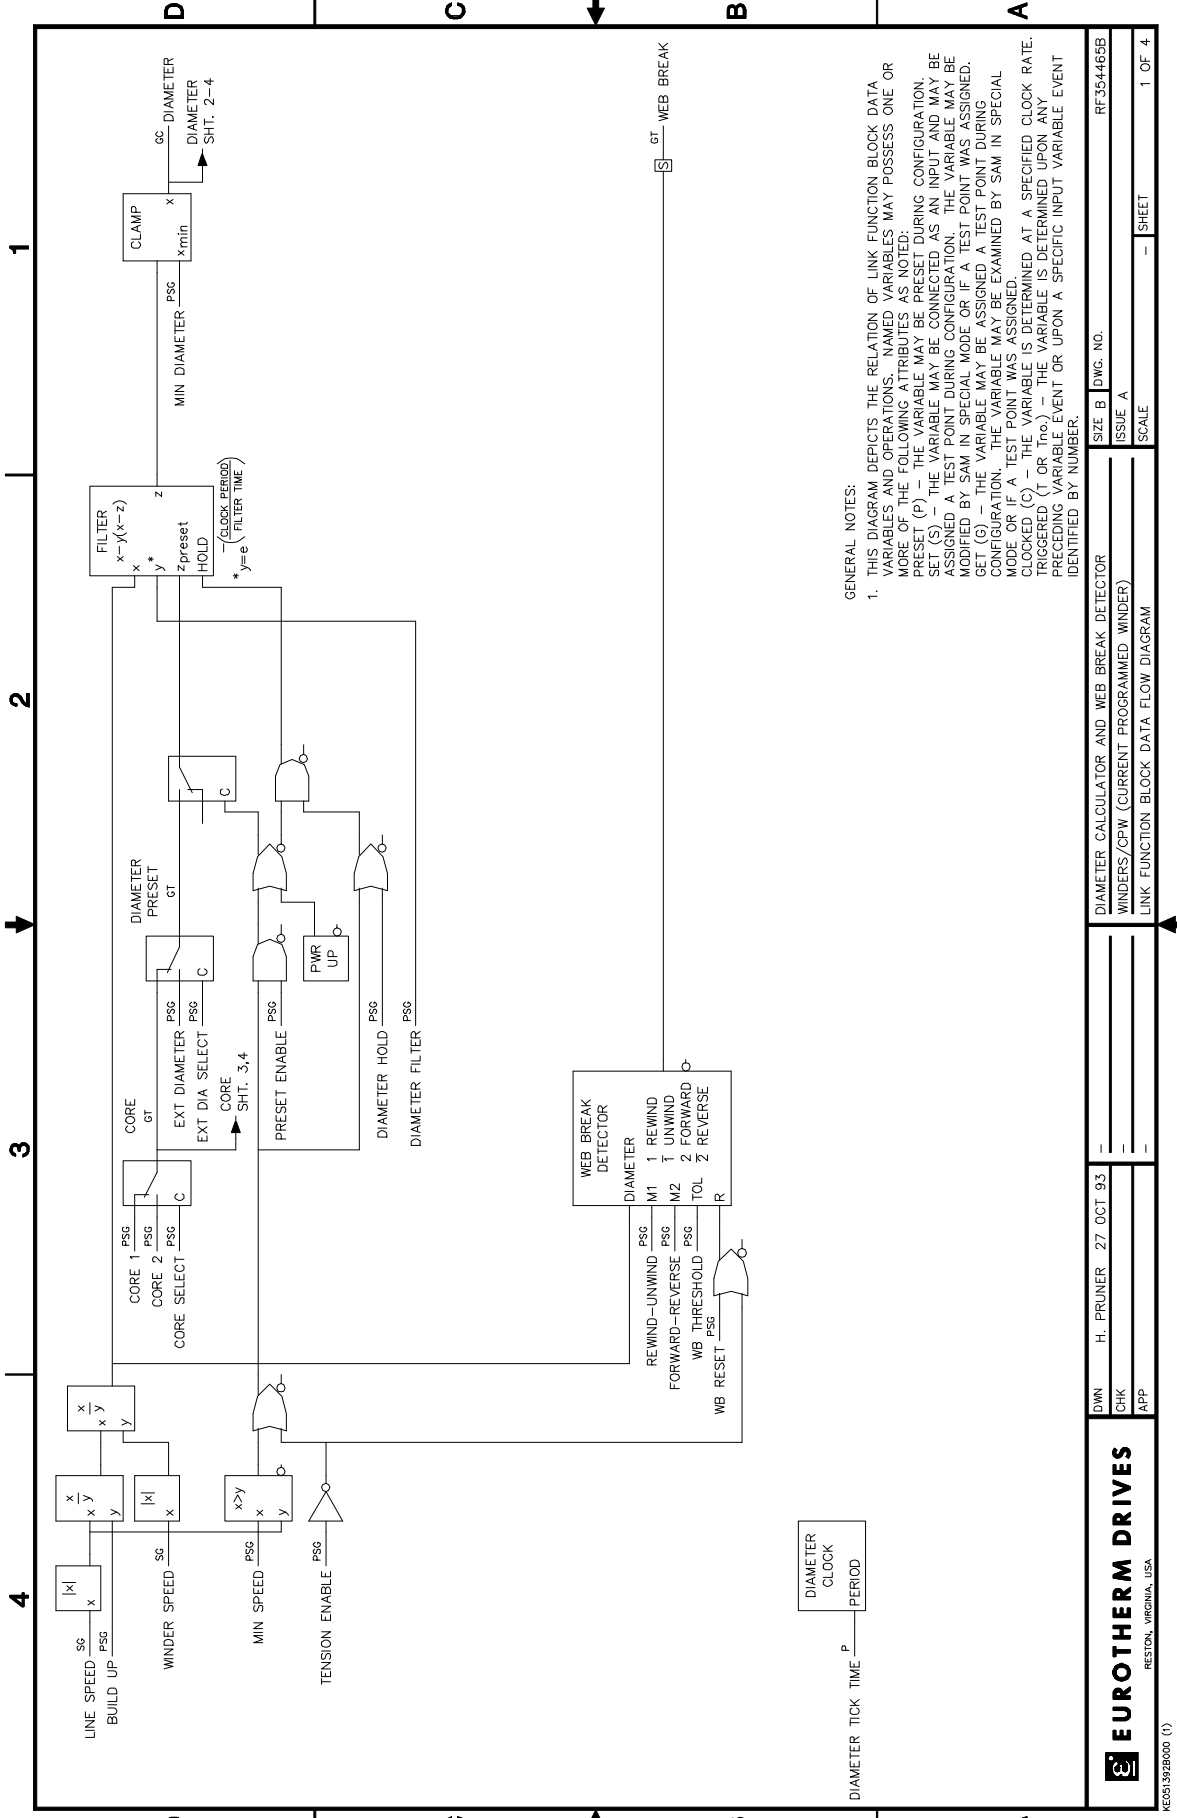 4
3
2
1
D
C
B
A
LINE SPEED SG
BUILD UP PSG
|x|
x
x
y
x
y
x
y
x
y
WINDER SPEED SG
|x|
x
MIN SPEED PSG
x>y
x
y
TENSION ENABLE PSG
CORE 1 PSG
CORE 2 PSG
CORE SELECT PSG
C
CORE
GT
CORE
SHT. 3,4
EXT DIAMETER PSG
EXT DIA SELECT PSG
C
DIAMETER
PRESET
GT
C
PRESET ENABLE PSG
PWR
UP
DIAMETER HOLD PSG
DIAMETER FILTER PSG
FILTER
x-y(x-z)
x
y*
z preset
HOLD
z
* y=e -(CLOCK PERIOD
FILTER TIME)
MIN DIAMETER PSG
CLAMP
x
xmin
GC DIAMETER
DIAMETER
SHT. 2-4
WEB BREAK
DETECTOR
DIAMETER
REWIND-UNWIND PSG M1 1 REWIND
1 UNWIND
FORWARD-REVERSE PSG M2 2 FORWARD
WB THRESHOLD PSG TOL 2 REVERSE
WB RESET PSG
R
S GT WEB BREAK
DIAMETER
CLOCK
PERIOD
DIAMETER TICK TIME P
GENERAL NOTES:
1. THIS DIAGRAM DEPICTS THE RELATION OF LINK FUNCTION BLOCK DATA
VARIABLES AND OPERATIONS. NAMED VARIABLES MAY POSSESS ONE OR
MORE OF THE FOLLOWING ATTRIBUTES AS NOTED:
PRESET (P) – THE VARIABLE MAY BE PRESET DURING CONFIGURATION.
SET (S) – THE VARIABLE MAY BE CONNECTED AS AN INPUT AND MAY BE
ASSIGNED A TEST POINT DURING CONFIGURATION. THE VARIABLE MAY BE
MODIFIED BY SAM IN SPECIAL MODE OR IF A TEST POINT WAS ASSIGNED.
GET (G) – THE VARIABLE MAY BE ASSIGNED A TEST POINT DURING
CONFIGURATION. THE VARIABLE MAY BE EXAMINED BY SAM IN SPECIAL
MODE OR IF A TEST POINT WAS ASSIGNED.
CLOCKED (C) – THE VARIABLE IS DETERMINED AT A SPECIFIED CLOCK RATE.
TRIGGERED (T OR Tno.) – THE VARIABLE IS DETERMINED UPON ANY
PRECEDING VARIABLE EVENT OR UPON A SPECIFIC INPUT VARIABLE EVENT
IDENTIFIED BY NUMBER.
ε EUROTHERM DRIVES
RESTON, VIRGINIA, USA
DWN H. PRUNER 27 OCT 93 –
CHK –
APP –
DIAMETER CALCULATOR AND WEB BREAK DETECTOR
WINDERS/CPW (CURRENT PROGRAMMED WINDER)
LINK FUNCTION BLOCK DATA FLOW DIAGRAM
SIZE B DWG. NO. RF354465B
ISSUE A
SCALE – SHEET 1 OF 4
KE051392B000 (1)